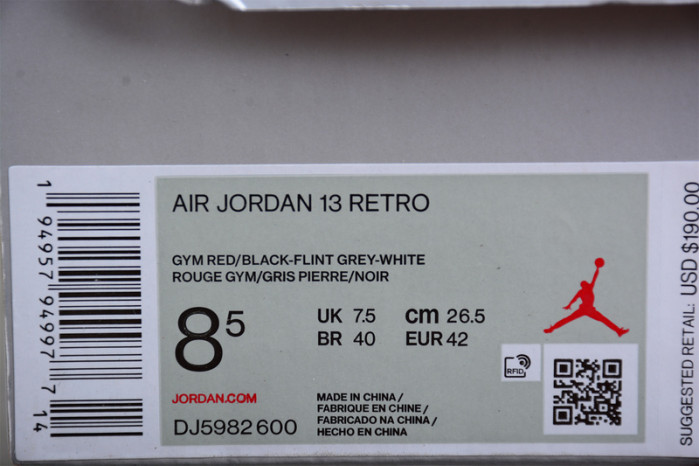 AIR JORDAN 13 RETRO
GYM RED/BLACK-FLINT GREY-WHITE
ROUGE GYM/GRIS PIERRE/NOIR
8⁵
UK 7.5 cm 26.5
BR 40 EUR 42
RFID
JORDAN.COM
DJ5982 600
MADE IN CHINA /
FABRIQUE EN CHINE /
FABRICADO NA CHINA /
HECHO EN CHINA
1 94957 94997 7 14
SUGGESTED RETAIL: USD $190.00